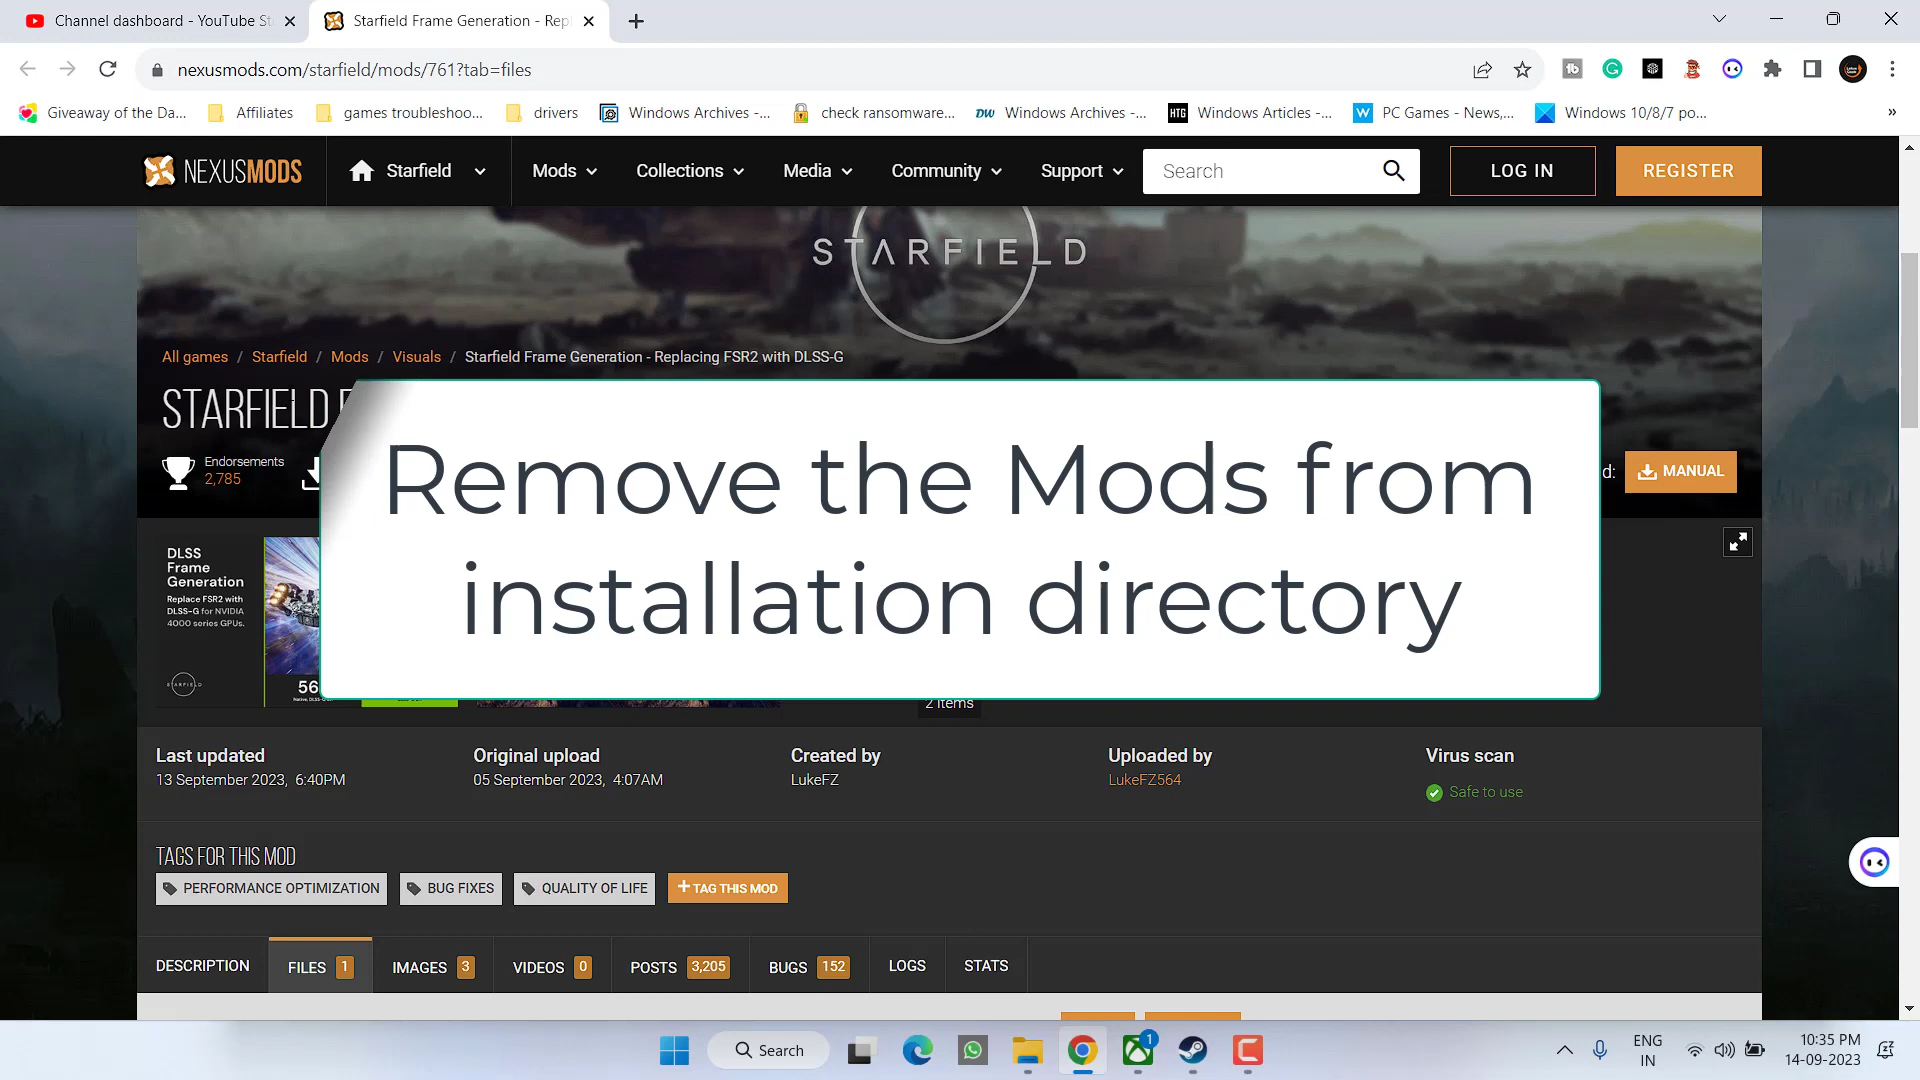 Channel dashboard - YouTube St
Starfield Frame Generation - Rep
nexusmods.com/starfield/mods/761?tab=files
Giveaway of the Da...
Affiliates
games troubleshoo...
drivers
Windows Archives -...
check ransomware...
DW Windows Archives -...
HTG Windows Articles -...
W PC Games - News,...
Windows 10/8/7 po...
»
NEXUSMODS
Starfield
Mods
Collections
Media
Community
Support
Search
LOG IN
REGISTER
STARFIELD
All games / Starfield / Mods / Visuals / Starfield Frame Generation - Replacing FSR2 with DLSS-G
STARFIELD F
Endorsements
2,785
d:
MANUAL
Remove the Mods from
installation directory
DLSS
Frame
Generation
Replace FSR2 with
DLSS-G for NVIDIA
4000 series GPUs.
STARFIELD
56
2 items
Last updated
13 September 2023, 6:40PM
Original upload
05 September 2023, 4:07AM
Created by
LukeFZ
Uploaded by
LukeFZ564
Virus scan
Safe to use
TAGS FOR THIS MOD
PERFORMANCE OPTIMIZATION
BUG FIXES
QUALITY OF LIFE
+ TAG THIS MOD
DESCRIPTION
FILES 1
IMAGES 3
VIDEOS 0
POSTS 3,205
BUGS 152
LOGS
STATS
Search
1
ENG
IN
10:35 PM
14-09-2023